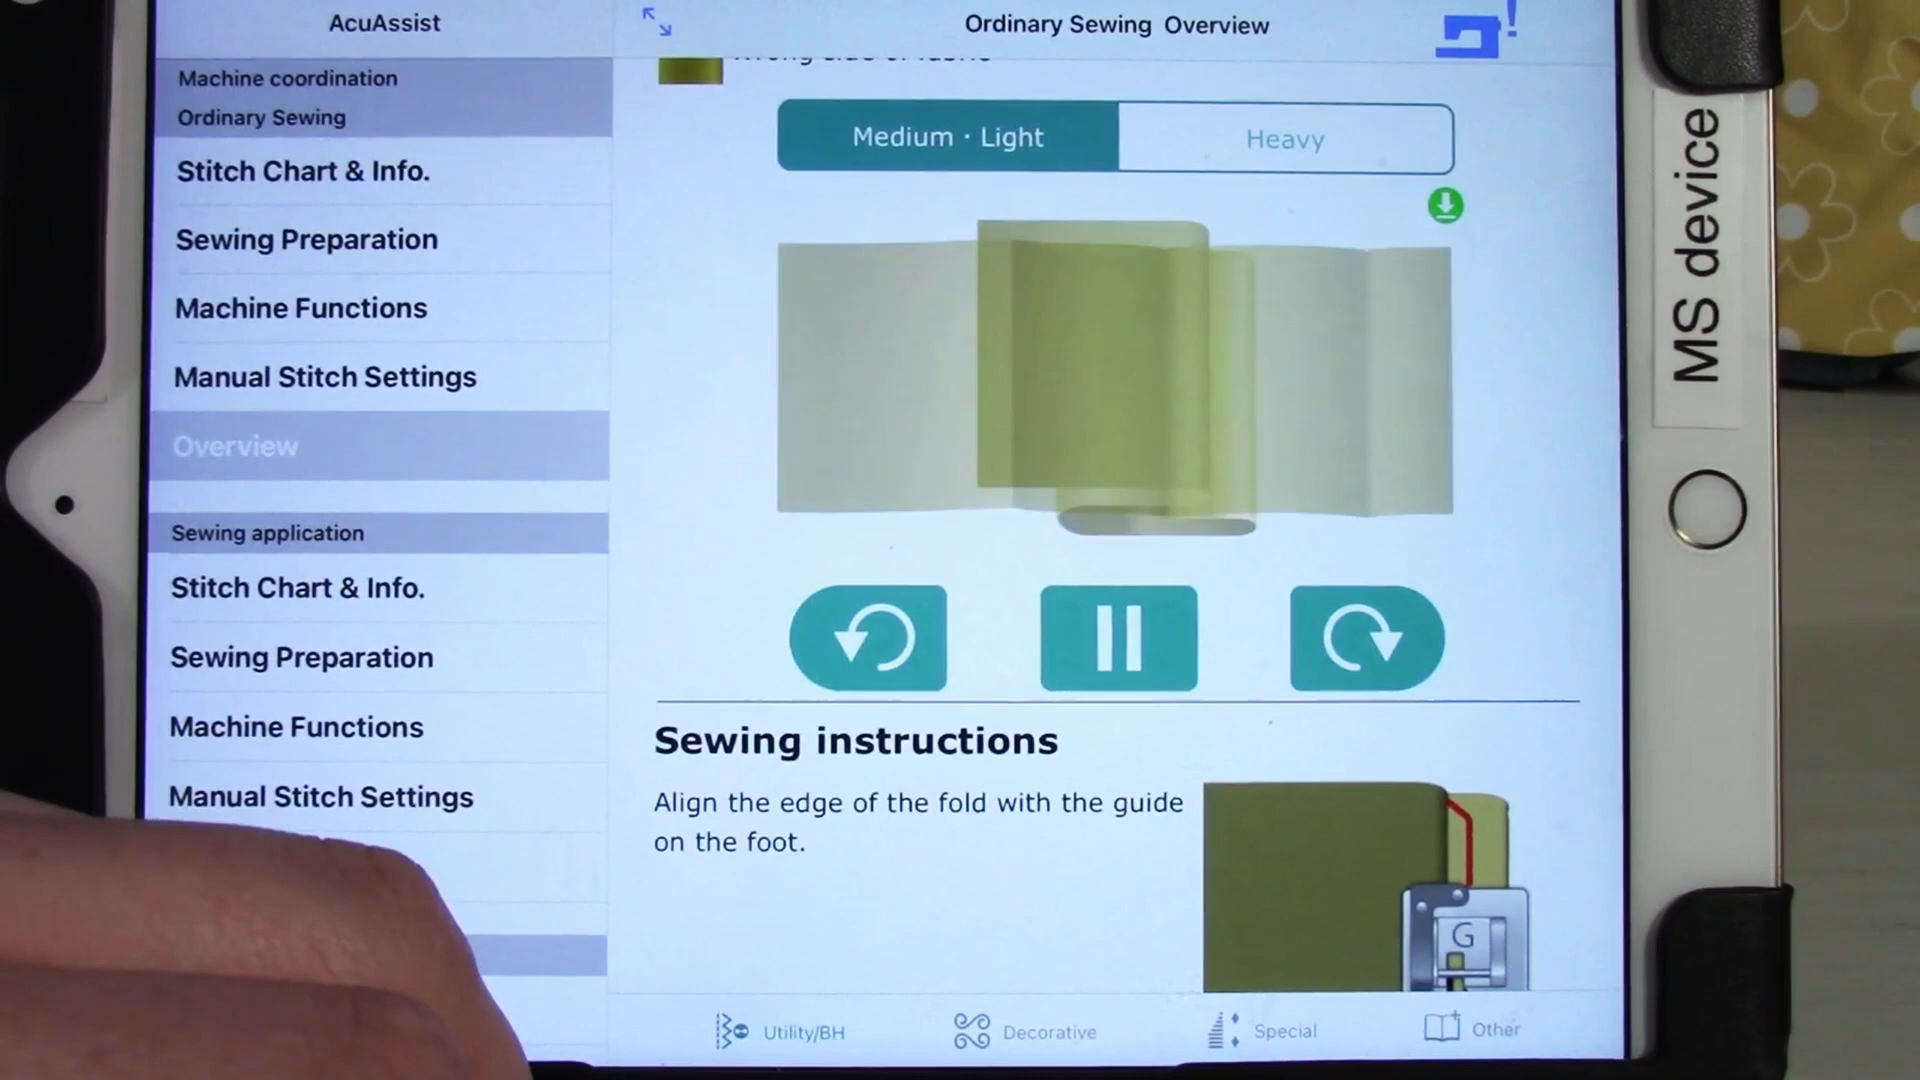 AcuAssist
Machine coordination
Ordinary Sewing
Stitch Chart & Info.
Sewing Preparation
Machine Functions
Manual Stitch Settings
Overview
Sewing application
Stitch Chart & Info.
Sewing Preparation
Machine Functions
Manual Stitch Settings
Ordinary Sewing Overview
Medium · Light
Heavy
Sewing instructions
Align the edge of the fold with the guide
on the foot.
G
Utility/BH
Decorative
Special
Other
MS device